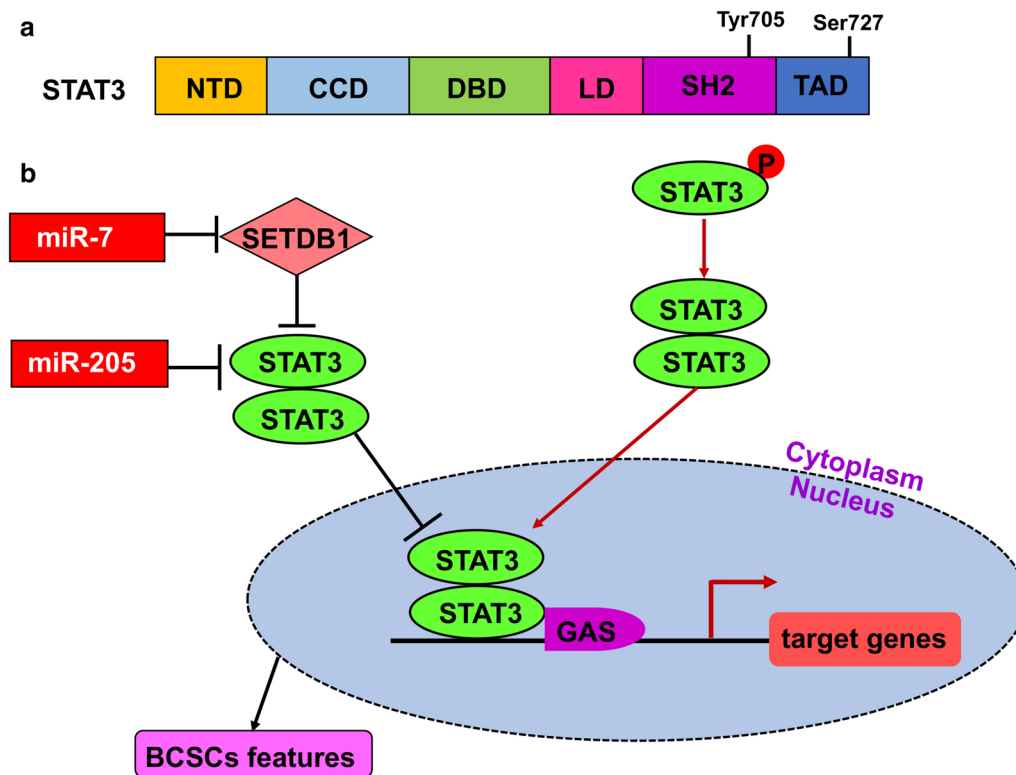 a
Tyr705 Ser727
STAT3 NTD CCD DBD LD SH2 TAD
b
P
STAT3
miR-7
SETDB1
STAT3
STAT3
miR-205
STAT3
STAT3
Cytoplasm
Nucleus
STAT3
STAT3
GAS
target genes
BCSCs features